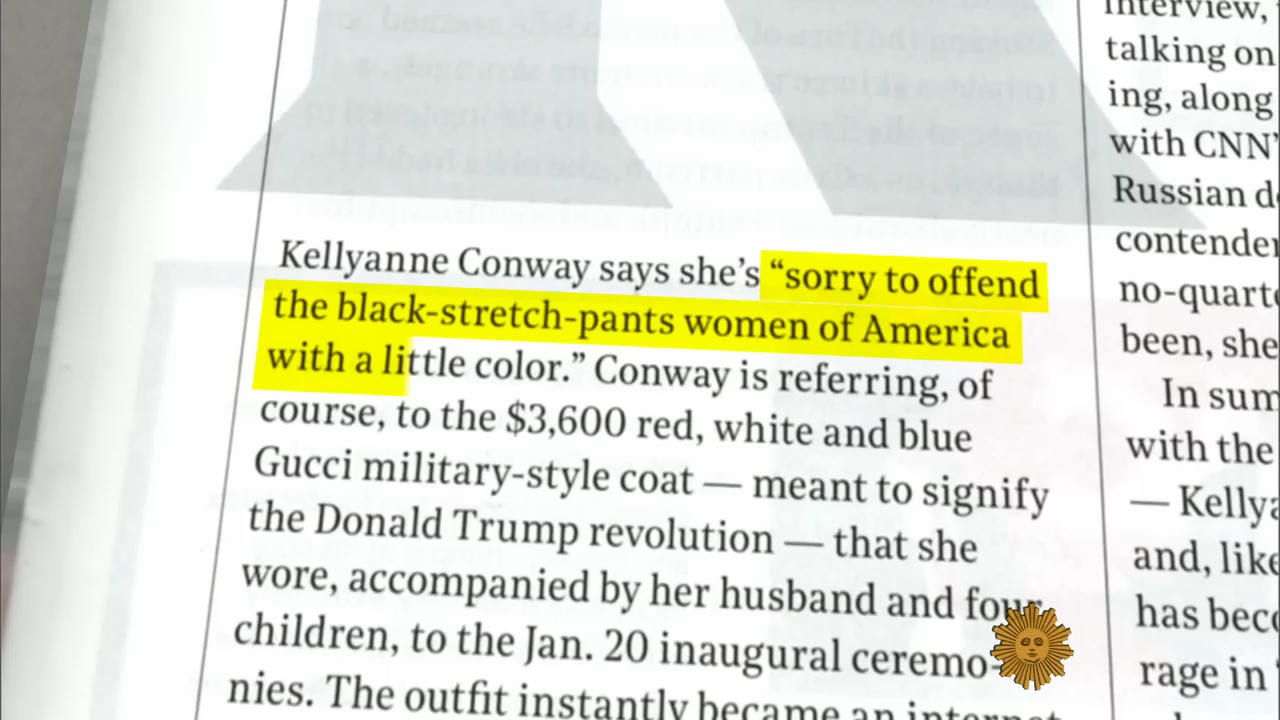 Kellyanne Conway says she's “sorry to offend
the black-stretch-pants women of America
with a little color.” Conway is referring, of
course, to the $3,600 red, white and blue
Gucci military-style coat — meant to signify
the Donald Trump revolution — that she
wore, accompanied by her husband and four
children, to the Jan. 20 inaugural ceremo-
nies. The outfit instantly became an internet
interview,
talking on
ing, along
with CNN’
Russian
contender
no-quarte
been, she
In sum
with the
— Kellya
and, like
has beco
rage in